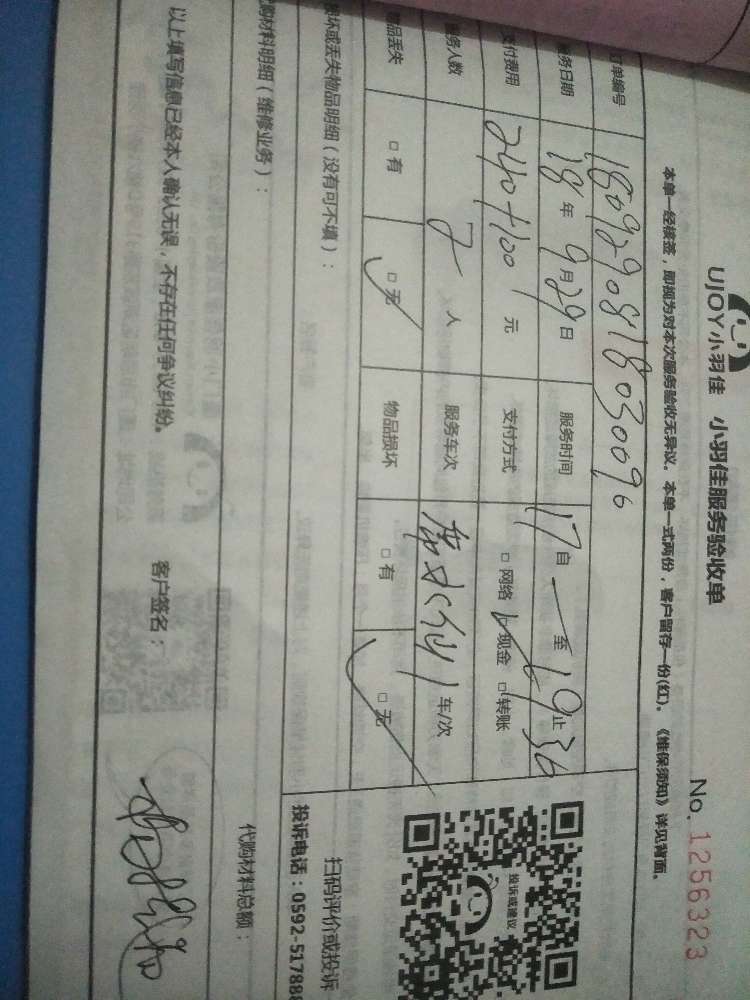 UJOY小羽佳 小羽佳服务验收单
No. 1256323
本单一经核签，即视为对本次服务验收无异议。本单一式两份，客户留存一份(红)。《维保须知》详见背面。
订单编号 1809290818030096
服务日期 18年9月29日 服务时间 17自 至19止36
支付费用 240+100 元 支付方式 □网络 □现金 □转账
服务人数 2人 服务车次 车/次
物品丢失 □有 □无 物品损坏 □有 □无
投诉或建议
扫码评价或投诉
投诉电话：0592-517888
损坏或丢失物品明细（没有可不填）：
代购材料明细（维修业务）：
代购材料总额：
以上填写信息已经本人确认无误，不存在任何争议纠纷。
客户签名：